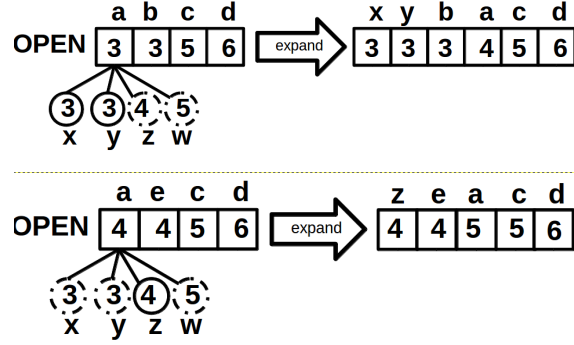 a b c d x y b a c d
OPEN 3 3 5 6 expand 3 3 3 4 5 6
3 3 4 5
x y z w
a e c d z e a c d
OPEN 4 4 5 6 expand 4 4 5 5 6
3 3 4 5
x y z w